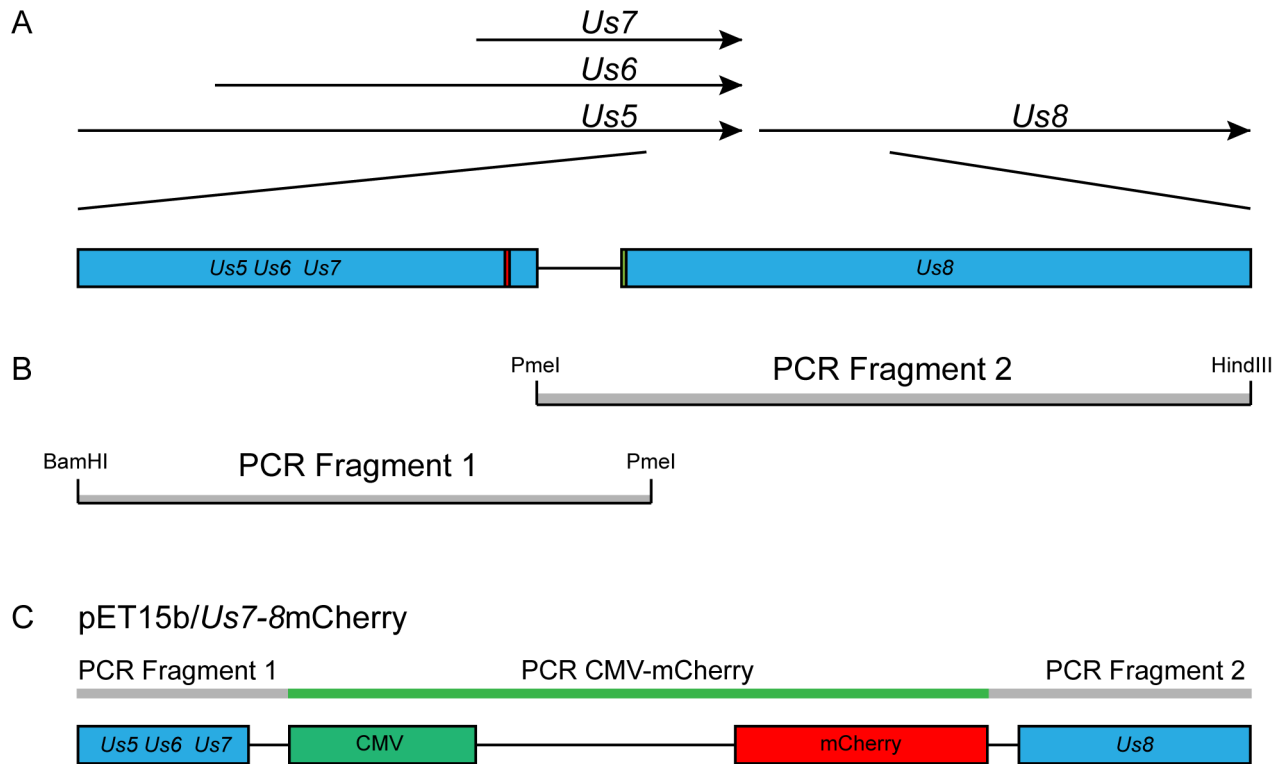 A
Us7
Us6
Us5
Us8
Us5 Us6 Us7
Us8
B
PmeI
PCR Fragment 2
HindIII
BamHI
PCR Fragment 1
PmeI
C
pET15b/Us7-8mCherry
PCR Fragment 1
PCR CMV-mCherry
PCR Fragment 2
Us5 Us6 Us7
CMV
mCherry
Us8